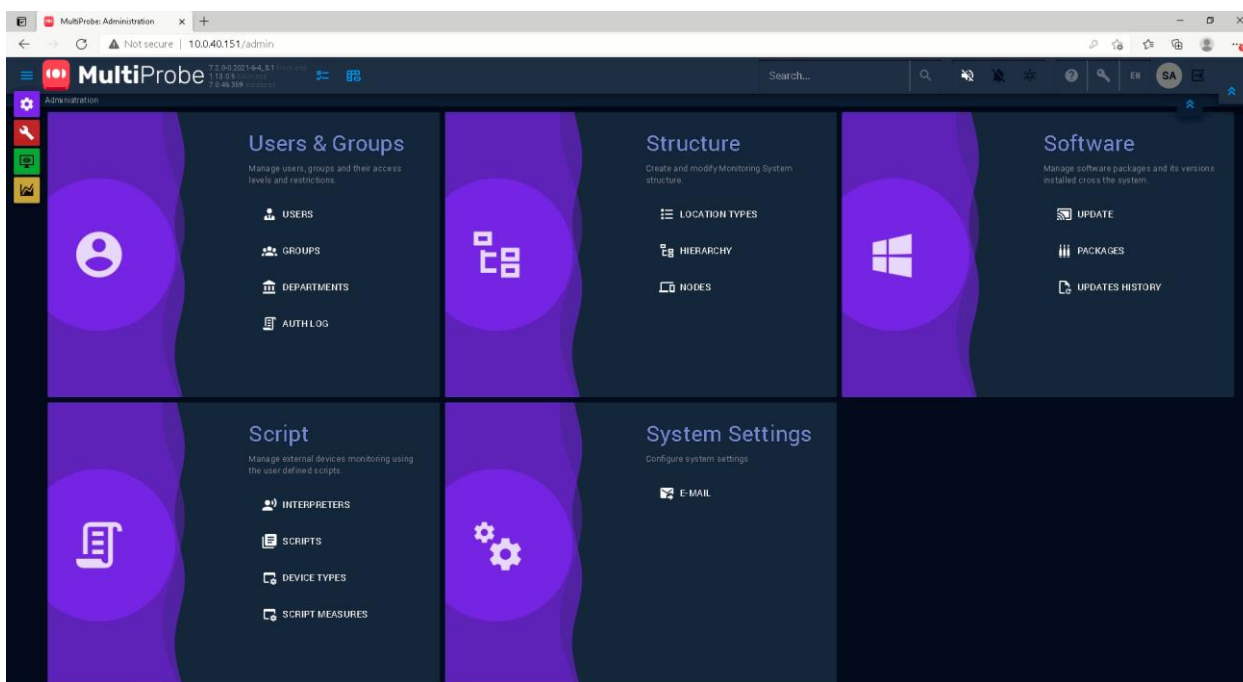 MultiProbe: Administration
Not secure | 10.0.40.151/admin
MultiProbe
Search...
EN
SA
Administration
Users & Groups
Manage users, groups and their access
levels and restrictions.
USERS
GROUPS
DEPARTMENTS
AUTH LOG
Structure
Create and modify Monitoring System
structure.
LOCATION TYPES
HIERARCHY
NODES
Software
Manage software packages and its versions
installed cross the system.
UPDATE
PACKAGES
UPDATES HISTORY
Script
Manage external devices monitoring using
the user defined scripts.
INTERPRETERS
SCRIPTS
DEVICE TYPES
SCRIPT MEASURES
System Settings
Configure system settings
E-MAIL